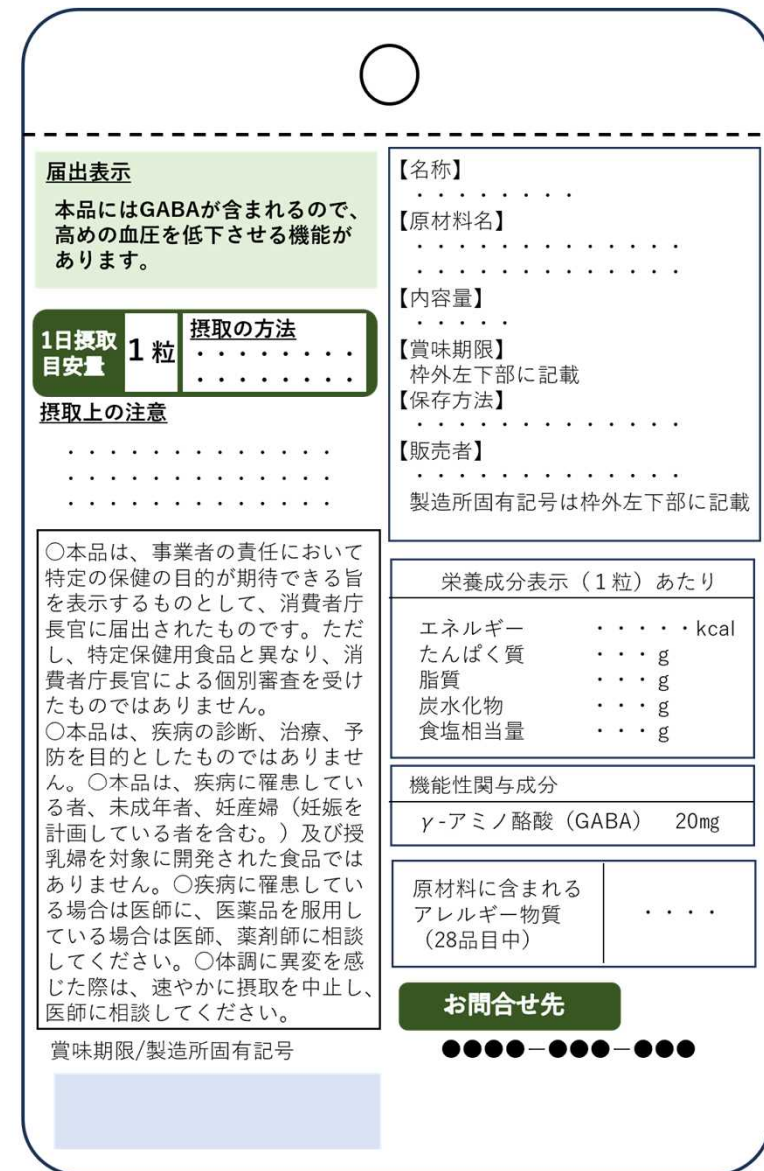 届出表示
本品にはGABAが含まれるので、
高めの血圧を低下させる機能が
あります。
1日摂取
目安量
1 粒
摂取の方法
・・・・・・・・
・・・・・・・・
摂取上の注意
・・・・・・・・・・・・・
・・・・・・・・・・・・・
・・・・・・・・・・・・・
○本品は、事業者の責任において
特定の保健の目的が期待できる旨
を表示するものとして、消費者庁
長官に届出されたものです。ただ
し、特定保健用食品と異なり、消
費者庁長官による個別審査を受け
たものではありません。
○本品は、疾病の診断、治療、予
防を目的としたものではありませ
ん。○本品は、疾病に罹患してい
る者、未成年者、妊産婦（妊娠を
計画している者を含む。）及び授
乳婦を対象に開発された食品では
ありません。○疾病に罹患してい
る場合は医師に、医薬品を服用し
ている場合は医師、薬剤師に相談
してください。○体調に異変を感
じた際は、速やかに摂取を中止し、
医師に相談してください。
賞味期限/製造所固有記号
【名称】
・・・・・・・・
【原材料名】
・・・・・・・・・・・・・
・・・・・・・・・・・・・
【内容量】
・・・・・
【賞味期限】
枠外左下部に記載
【保存方法】
・・・・・・・・・・・・・
【販売者】
・・・・・・・・・・・・・
製造所固有記号は枠外左下部に記載
栄養成分表示（１粒）あたり
エネルギー ・・・・・kcal
たんぱく質 ・・・g
脂質 ・・・g
炭水化物 ・・・g
食塩相当量 ・・・g
機能性関与成分
γ-アミノ酪酸（GABA） 20mg
原材料に含まれる
アレルギー物質
（28品目中）
・・・・
お問合せ先
●●●●－●●●－●●●